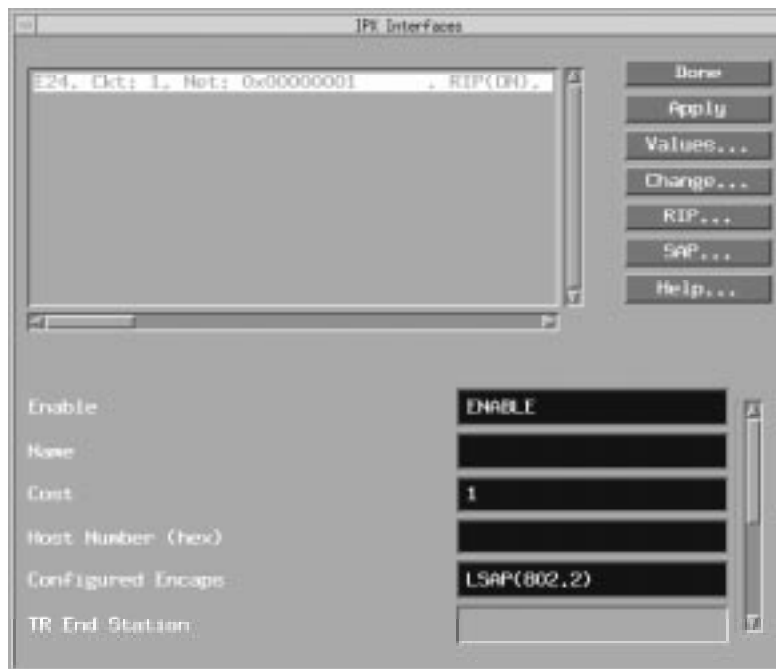 IPX Interfaces
E24, Ckt: 1, Net: 0x00000001 , RIP(ON),
Done
Apply
Values...
Change...
RIP...
SAP...
Help...
Enable ENABLE
Name
Cost 1
Host Number (hex)
Configured Encaps LSAP(802.2)
TR End Station